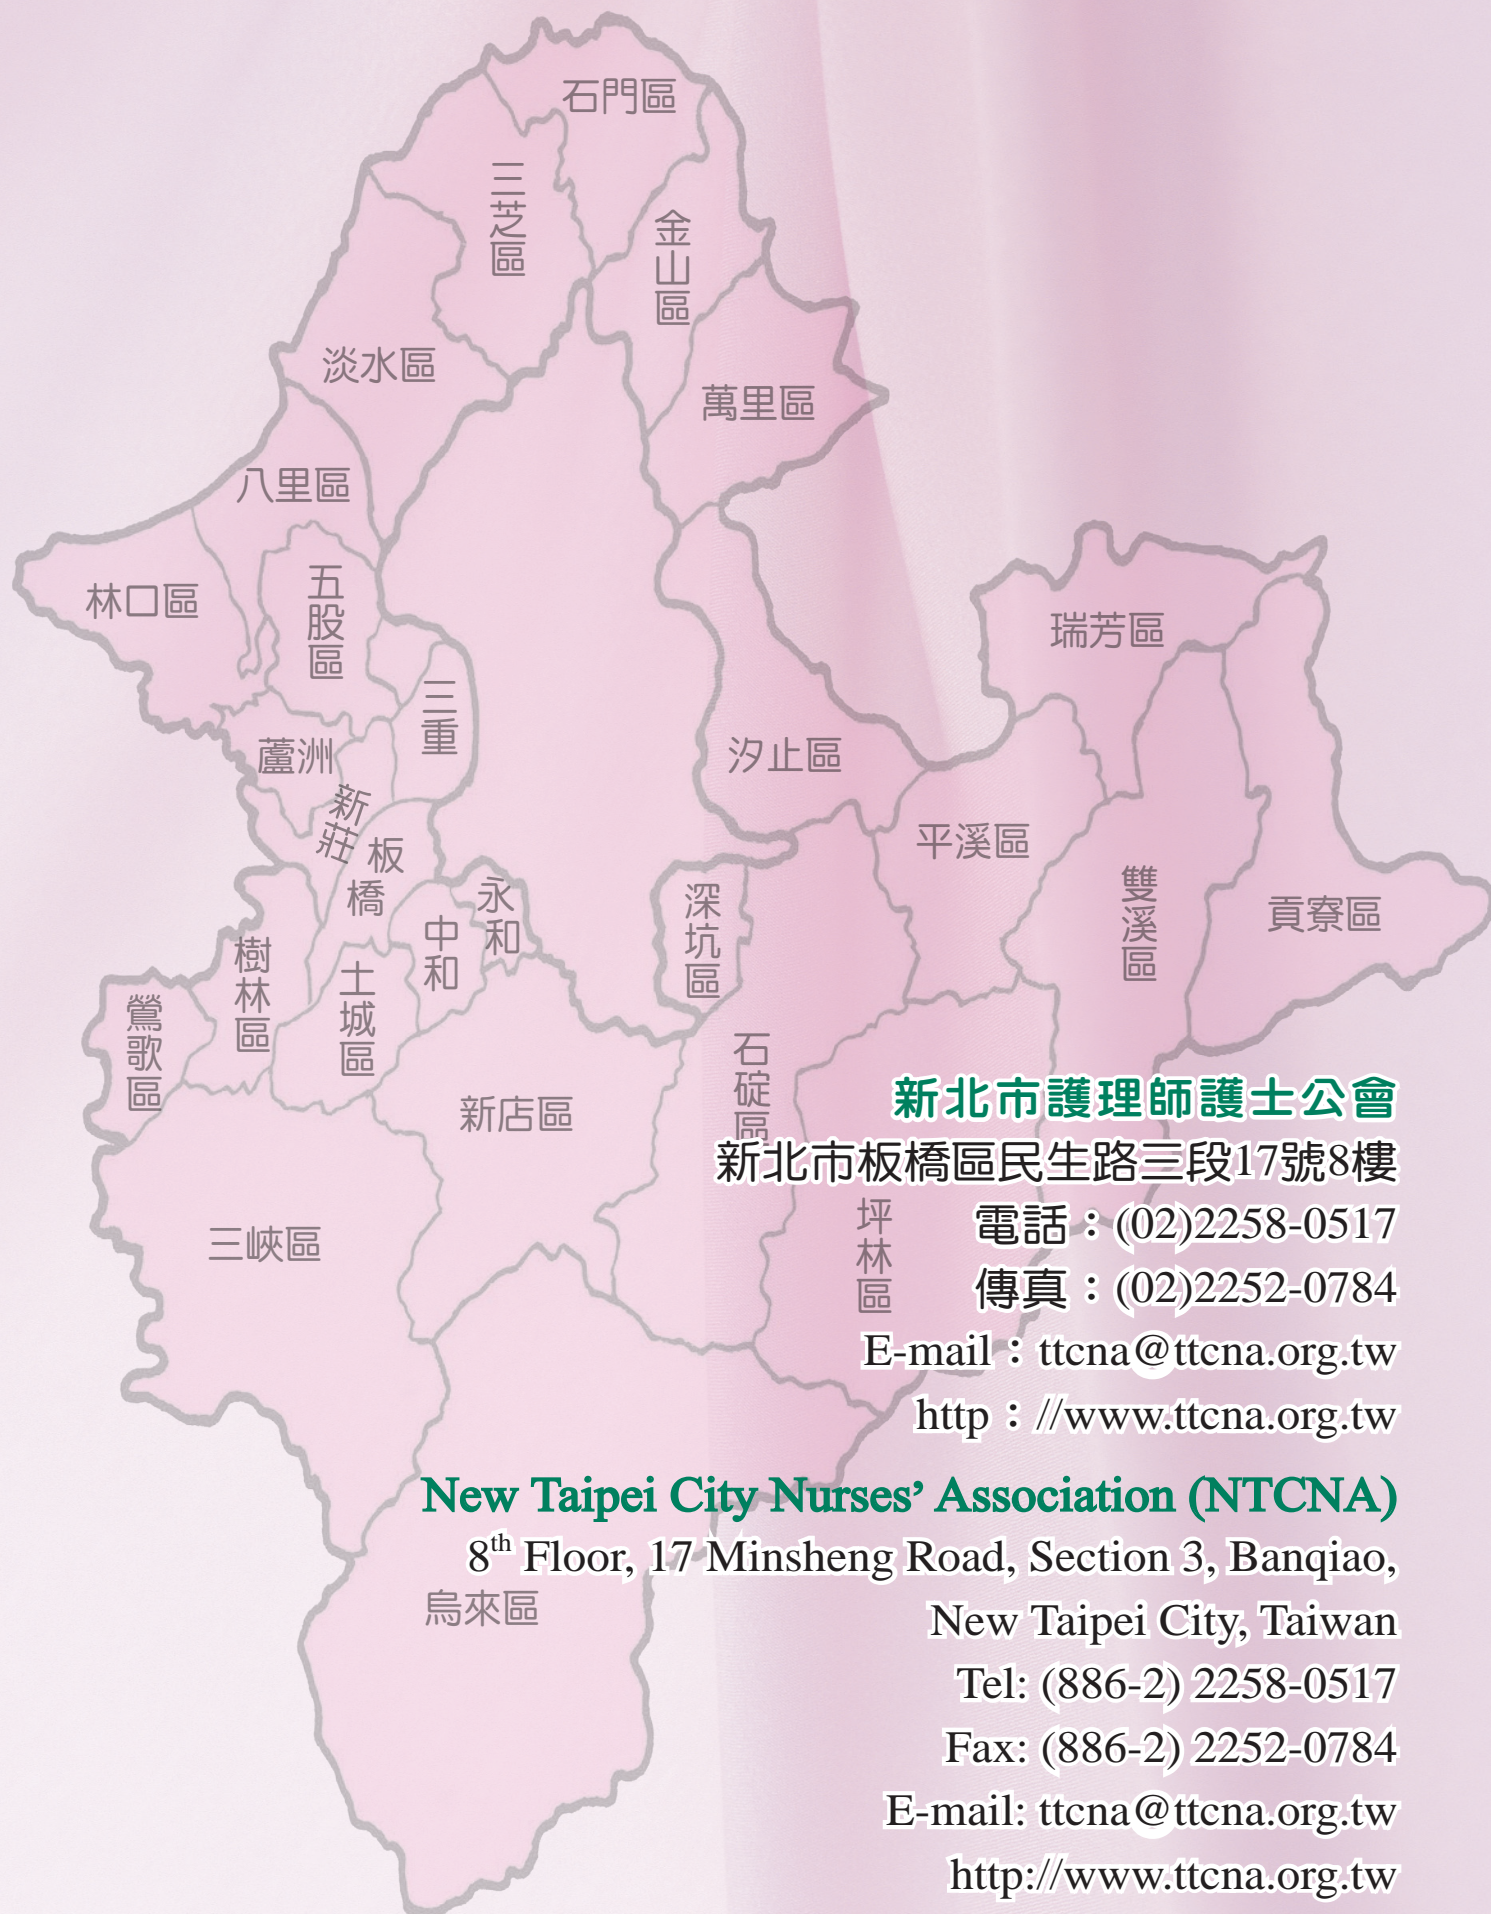 石門區
三芝區
金山區
淡水區
萬里區
八里區
林口區
五股區
瑞芳區
三重
蘆洲
汐止區
新莊
板橋
平溪區
永和
中和
深坑區
雙溪區
貢寮區
樹林區
土城區
鶯歌區
石碇區
新店區
坪林區
三峽區
烏來區
新北市護理師護士公會
新北市板橋區民生路三段17號8樓
電話：(02)2258-0517
傳真：(02)2252-0784
E-mail：ttcna@ttcna.org.tw
http：//www.ttcna.org.tw
New Taipei City Nurses’ Association (NTCNA)
8th Floor, 17 Minsheng Road, Section 3, Banqiao,
New Taipei City, Taiwan
Tel: (886-2) 2258-0517
Fax: (886-2) 2252-0784
E-mail: ttcna@ttcna.org.tw
http://www.ttcna.org.tw